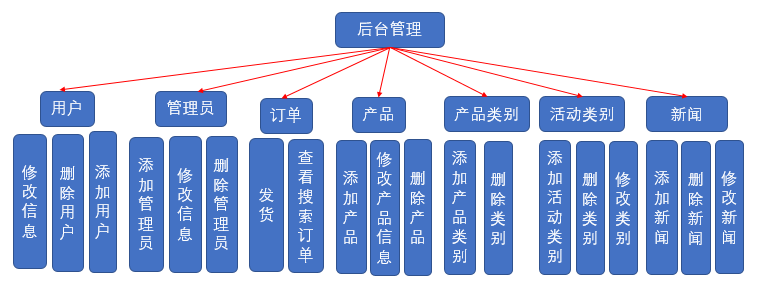 后台管理
用户
管理员
订单
产品
产品类别
活动类别
新闻
修改信息
删除用户
添加用户
添加管理员
修改信息
删除管理员
发货
查看搜索订单
添加产品
修改产品信息
删除产品
添加产品类别
删除类别
添加活动类别
删除类别
修改类别
添加新闻
删除新闻
修改新闻